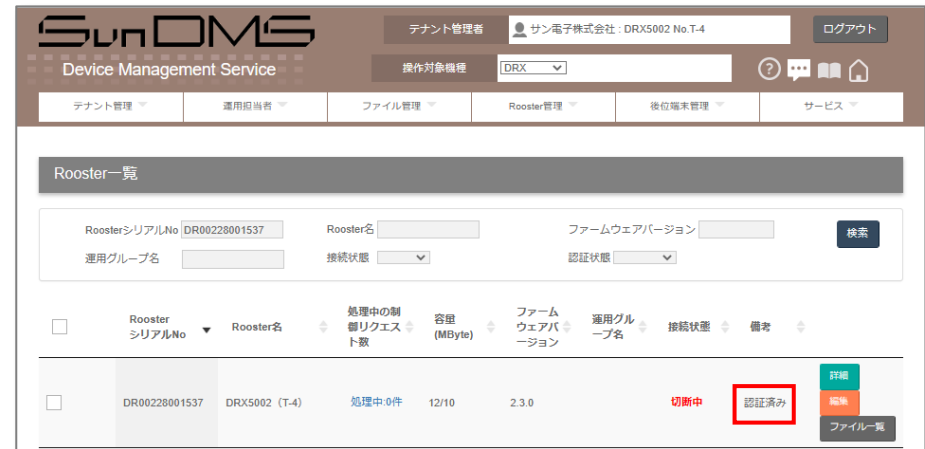 SunDMS
Device Management Service
テナント管理者
サン電子株式会社 : DRX5002 No.T-4
ログアウト
操作対象機種
DRX
テナント管理
運用担当者
ファイル管理
Rooster管理
後位端末管理
サービス
Rooster一覧
RoosterシリアルNo DR00228001537
Rooster名
ファームウェアバージョン
検索
運用グループ名
接続状態
認証状態
Rooster
シリアルNo
Rooster名
処理中の制
御リクエス
ト数
容量
(MByte)
ファーム
ウェアバ
ージョン
運用グル
ープ名
接続状態
備考
DR00228001537
DRX5002（T-4）
処理中:0件
12/10
2.3.0
切断中
認証済み
詳細
編集
ファイル一覧